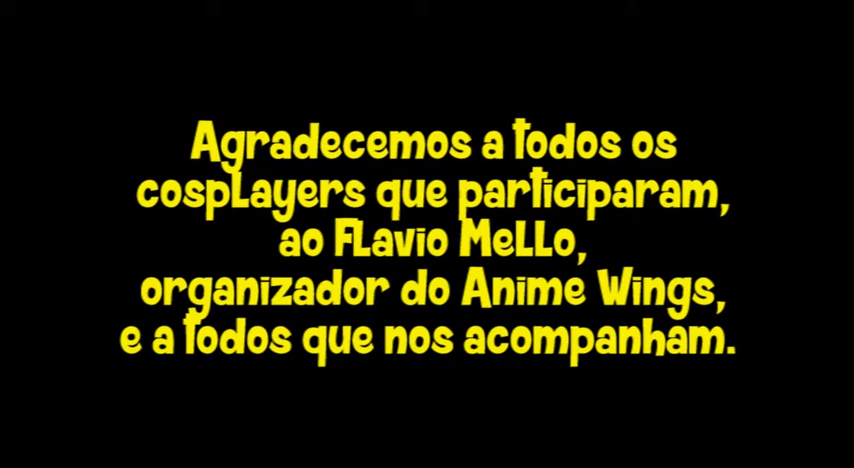 Agradecemos a todos os
cosplayers que participaram,
ao Flavio Mello,
organizador do Anime Wings,
e a todos que nos acompanham.